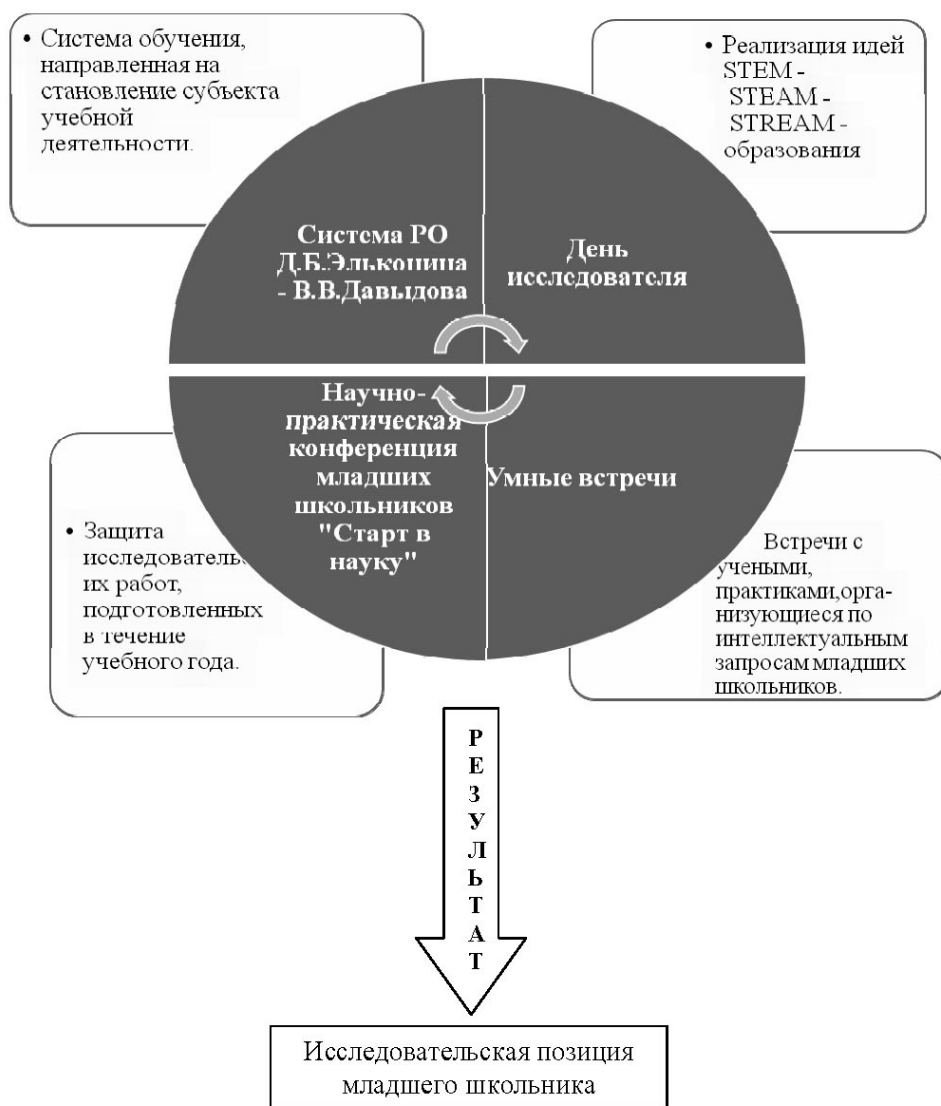 • Система обучения,
направленная на
становление субъекта
учебной
деятельности.
• Реализация идей
STEM -
STEAM -
STREAM -
образования
Система РО
Д.Б.Эльконина
- В.В.Давыдова
День
исследователя
Научно-
практическая
конференция
младших
школьников
"Старт в
науку"
Умные встречи
• Защита
исследователь
их работ,
подготовленных
в течение
учебного года.
Встречи с
учеными,
практиками,орга-
низующиеся по
интеллектуальным
запросам младших
школьников.
РЕЗУЛЬТАТ
Исследовательская позиция
младшего школьника